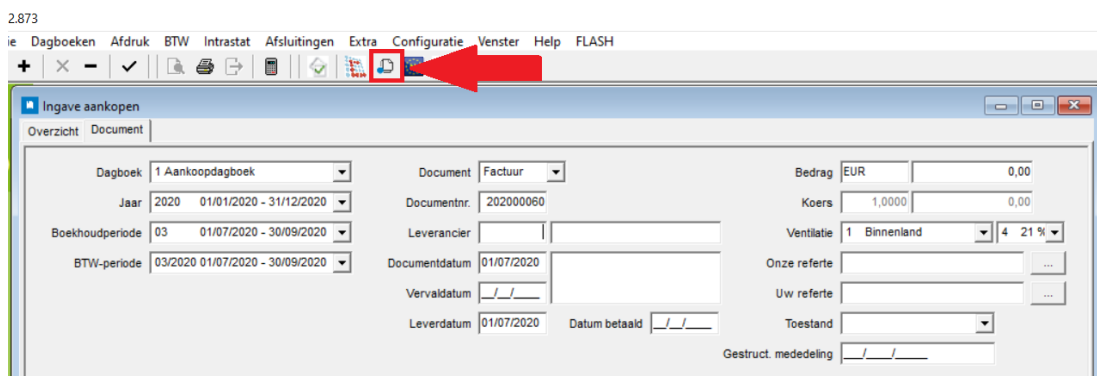 2.873
ie Dagboeken Afdruk BTW Intrastat Afsluitingen Extra Configuratie Venster Help FLASH
Ingave aankopen
Overzicht Document
Dagboek 1 Aankoopdagboek Document Factuur Bedrag EUR 0,00
Jaar 2020 01/01/2020 - 31/12/2020 Documentnr. 202000060 Koers 1,0000 0,00
Boekhoudperiode 03 01/07/2020 - 30/09/2020 Leverancier Ventilatie 1 Binnenland 4 21 %
BTW-periode 03/2020 01/07/2020 - 30/09/2020 Documentdatum 01/07/2020 Onze referte ...
Vervaldatum __/__/____ Uw referte ...
Leverdatum 01/07/2020 Datum betaald __/__/____ Toestand
Gestruct. mededeling ___/____/_____